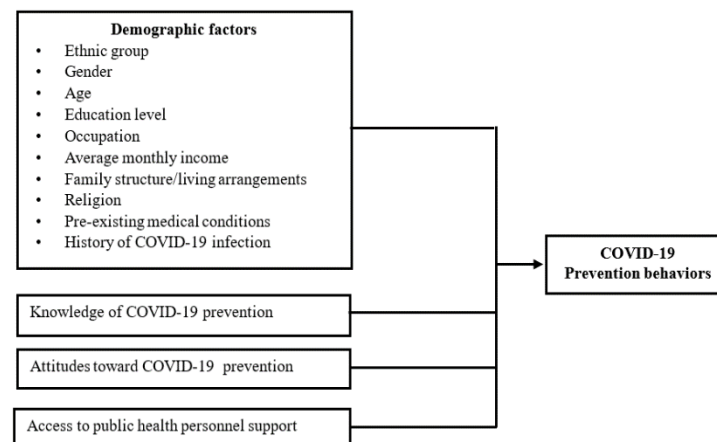 Demographic factors
• Ethnic group
• Gender
• Age
• Education level
• Occupation
• Average monthly income
• Family structure/living arrangements
• Religion
• Pre-existing medical conditions
• History of COVID-19 infection
COVID-19
Prevention behaviors
Knowledge of COVID-19 prevention
Attitudes toward COVID-19 prevention
Access to public health personnel support